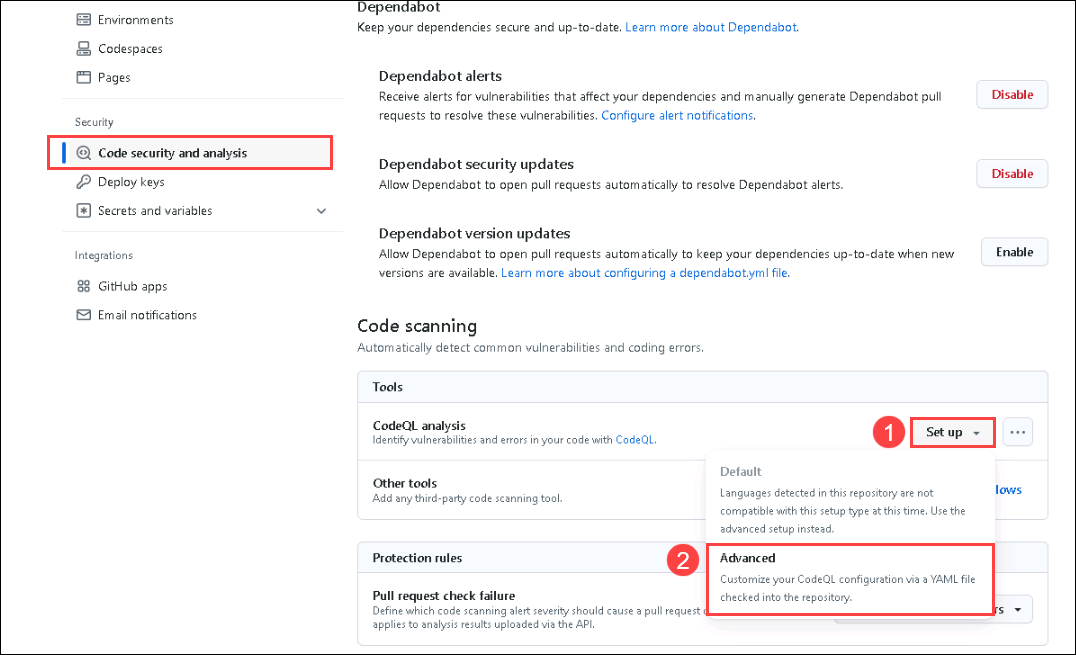 Environments
Codespaces
Pages
Security
Code security and analysis
Deploy keys
Secrets and variables
Integrations
GitHub apps
Email notifications
Dependabot
Keep your dependencies secure and up-to-date. Learn more about Dependabot.
Dependabot alerts
Receive alerts for vulnerabilities that affect your dependencies and manually generate Dependabot pull
requests to resolve these vulnerabilities. Configure alert notifications.
Disable
Dependabot security updates
Allow Dependabot to open pull requests automatically to resolve Dependabot alerts.
Disable
Dependabot version updates
Allow Dependabot to open pull requests automatically to keep your dependencies up-to-date when new
versions are available. Learn more about configuring a dependabot.yml file.
Enable
Code scanning
Automatically detect common vulnerabilities and coding errors.
Tools
CodeQL analysis
Identify vulnerabilities and errors in your code with CodeQL.
1
Set up
Other tools
Add any third-party code scanning tool.
lows
Default
Languages detected in this repository are not
compatible with this setup type at this time. Use the
advanced setup instead.
2
Advanced
Customize your CodeQL configuration via a YAML file
checked into the repository.
Protection rules
Pull request check failure
Define which code scanning alert severity should cause a pull request
applies to analysis results uploaded via the API.
rs